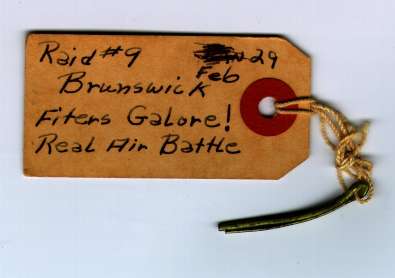 Raid #9 29
Feb
Brunswick
Fiters Galore!
Real Air Battle